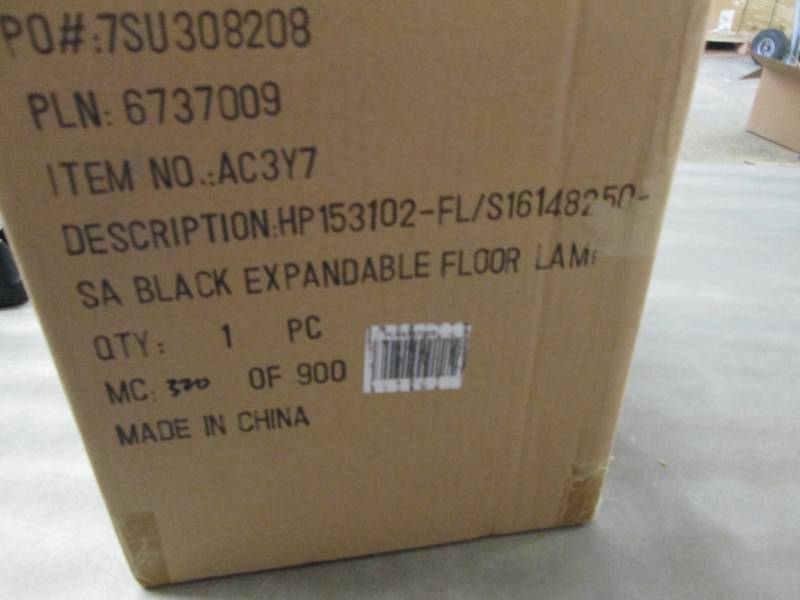 PO#.:7SU308208
PLN: 6737009
ITEM NO.:AC3Y7
DESCRIPTION:HP153102-FL/S16148250-
SA BLACK EXPANDABLE FLOOR LAMP
QTY: 1 PC
MC: 320 OF 900
MADE IN CHINA